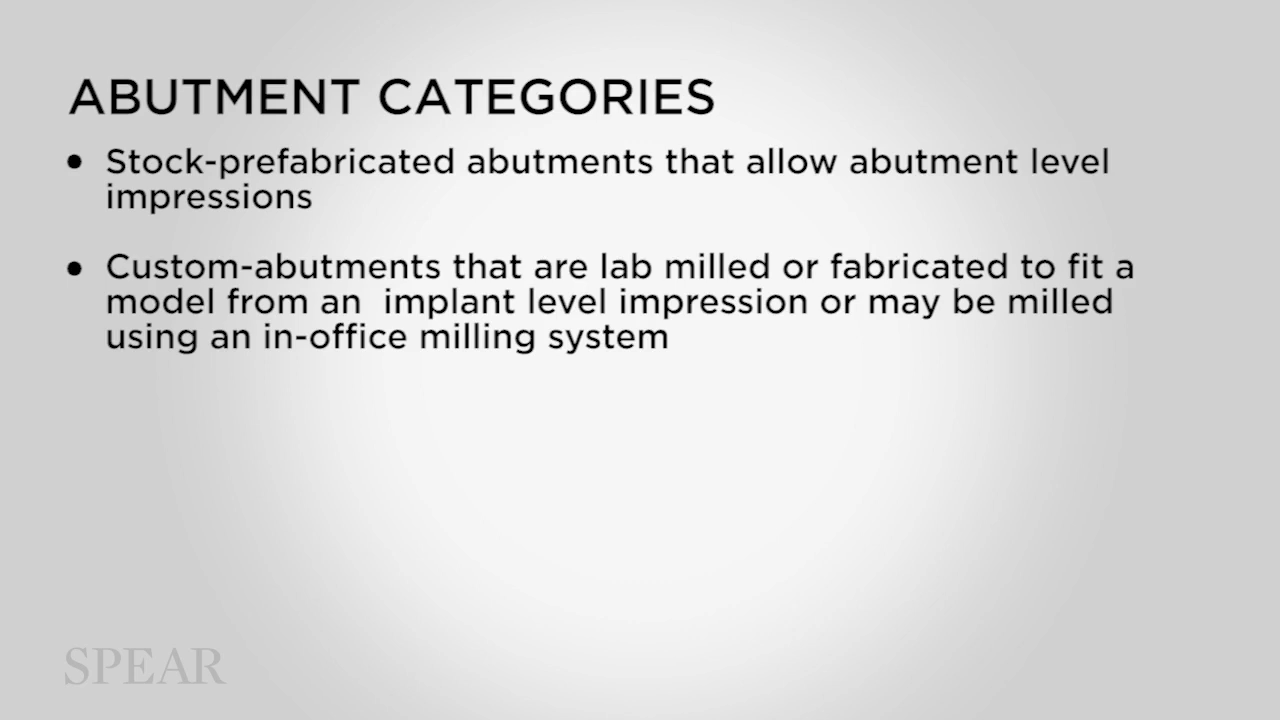 ABUTMENT CATEGORIES
• Stock-prefabricated abutments that allow abutment level
impressions
• Custom-abutments that are lab milled or fabricated to fit a
model from an  implant level impression or may be milled
using an in-office milling system
SPEAR